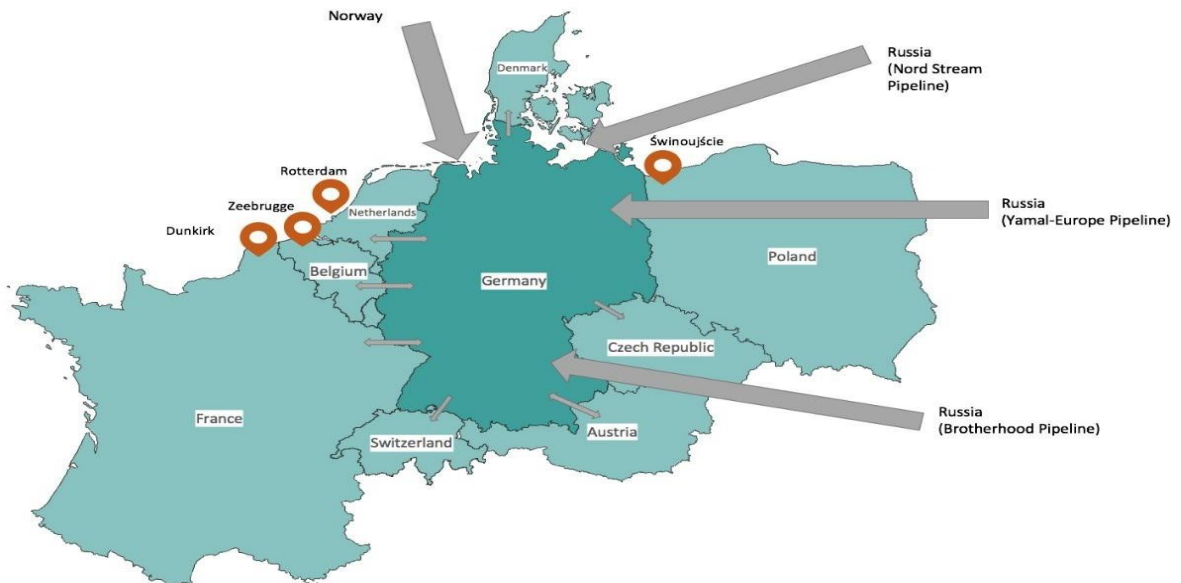 Norway
Denmark
Russia
(Nord Stream
Pipeline)
Świnoujście
Rotterdam
Zeebrugge
Netherlands
Dunkirk
Russia
(Yamal-Europe Pipeline)
Belgium
Germany
Poland
Czech Republic
France
Switzerland
Austria
Russia
(Brotherhood Pipeline)